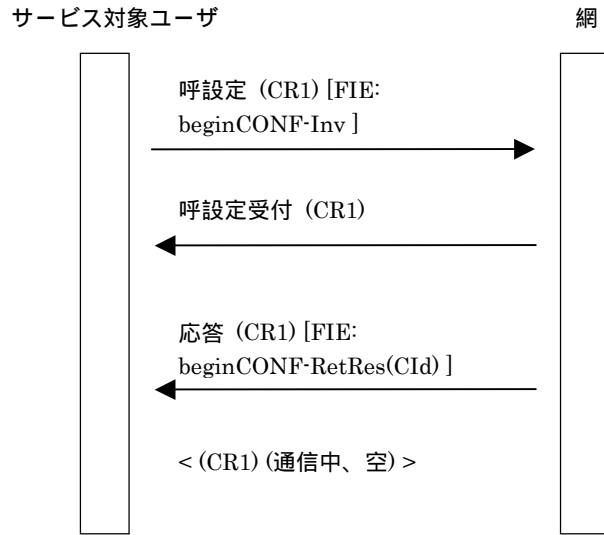 サービス対象ユーザ 網
呼設定 (CR1) [FIE:
beginCONF-Inv ]
呼設定受付 (CR1)
応答 (CR1) [FIE:
beginCONF-RetRes(CId) ]
< (CR1) (通信中、空) >